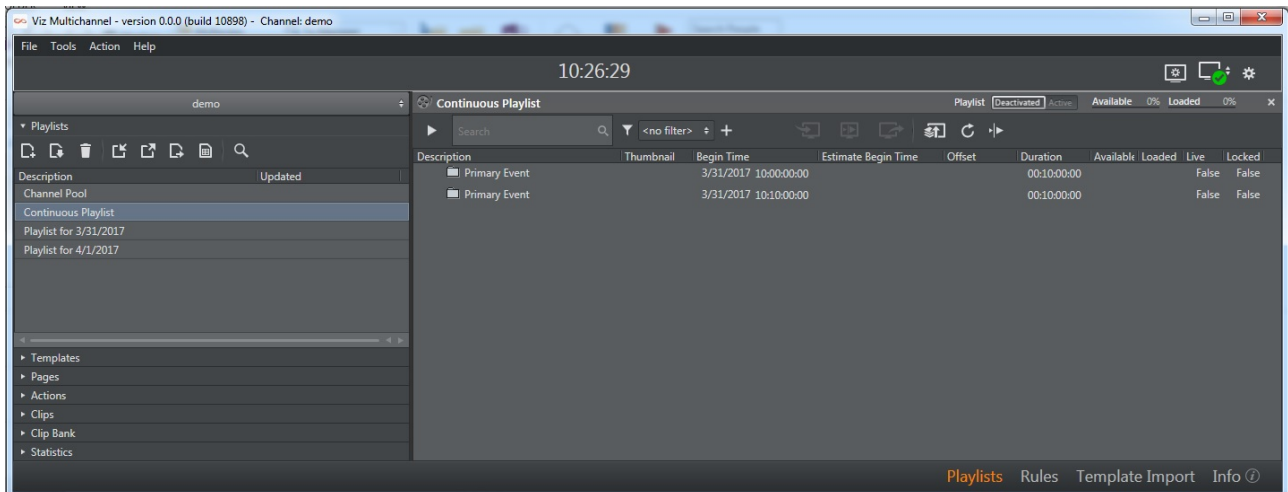 Viz Multichannel - version 0.0.0 (build 10898) - Channel: demo
File Tools Action Help
10:26:29
demo
Continuous Playlist
Playlist Deactivated Active Available 0% Loaded 0%
Playlists
Search
<no filter>
Description Updated
Description Thumbnail Begin Time Estimate Begin Time Offset Duration Available Loaded Live Locked
Channel Pool
Continuous Playlist
Playlist for 3/31/2017
Playlist for 4/1/2017
Primary Event 3/31/2017 10:00:00:00 00:10:00:00 False False
Primary Event 3/31/2017 10:10:00:00 00:10:00:00 False False
Templates
Pages
Actions
Clips
Clip Bank
Statistics
Playlists Rules Template Import Info